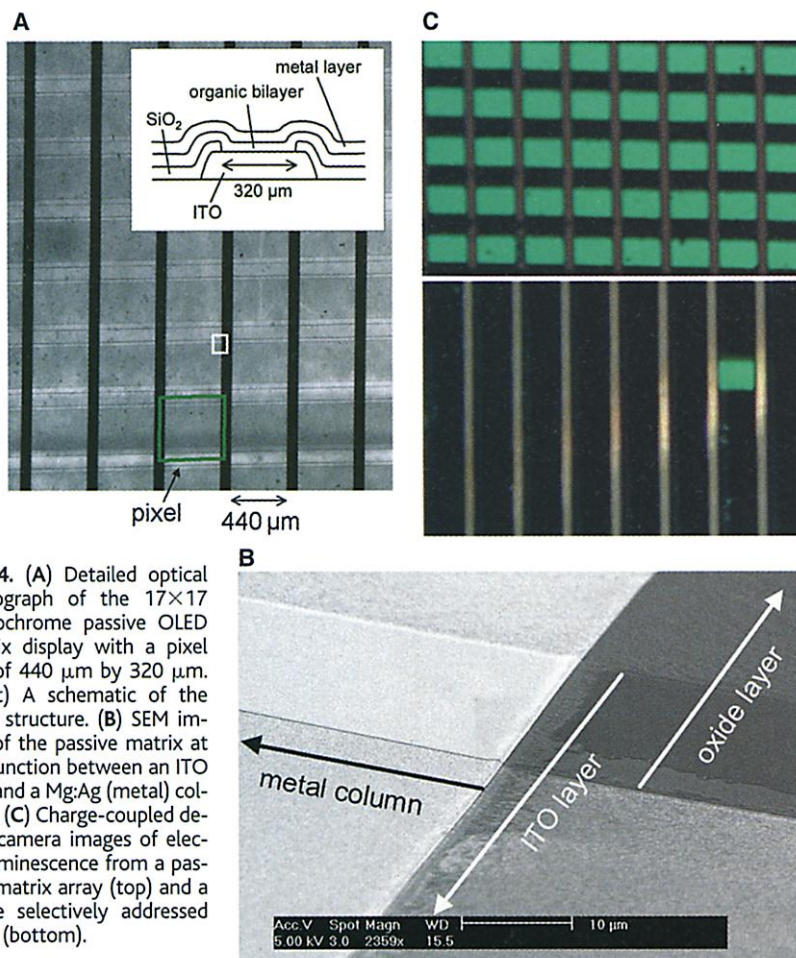 A
metal layer
organic bilayer
SiO₂
320 µm
ITO
pixel
440 µm
C
4. (A) Detailed optical
ograph of the 17×17
ochrome passive OLED
x display with a pixel
of 440 µm by 320 µm.
t) A schematic of the
structure. (B) SEM im-
of the passive matrix at
unction between an ITO
and a Mg:Ag (metal) col-
(C) Charge-coupled de-
camera images of elec-
uminescence from a pas-
matrix array (top) and a
e selectively addressed
(bottom).
B
metal column
ITO layer
oxide layer
Acc.V Spot Magn WD 10 µm
5.00 kV 3.0 2359x 15.5